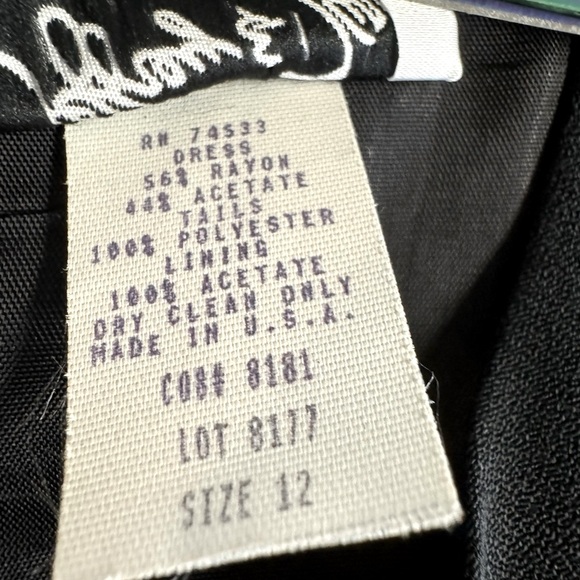 RN 74533
DRESS
56% RAYON
44% ACETATE
TAILS
100% POLYESTER
LINING
100% ACETATE
DRY CLEAN ONLY
MADE IN U.S.A.
COB# 8181
LOT 8177
SIZE 12